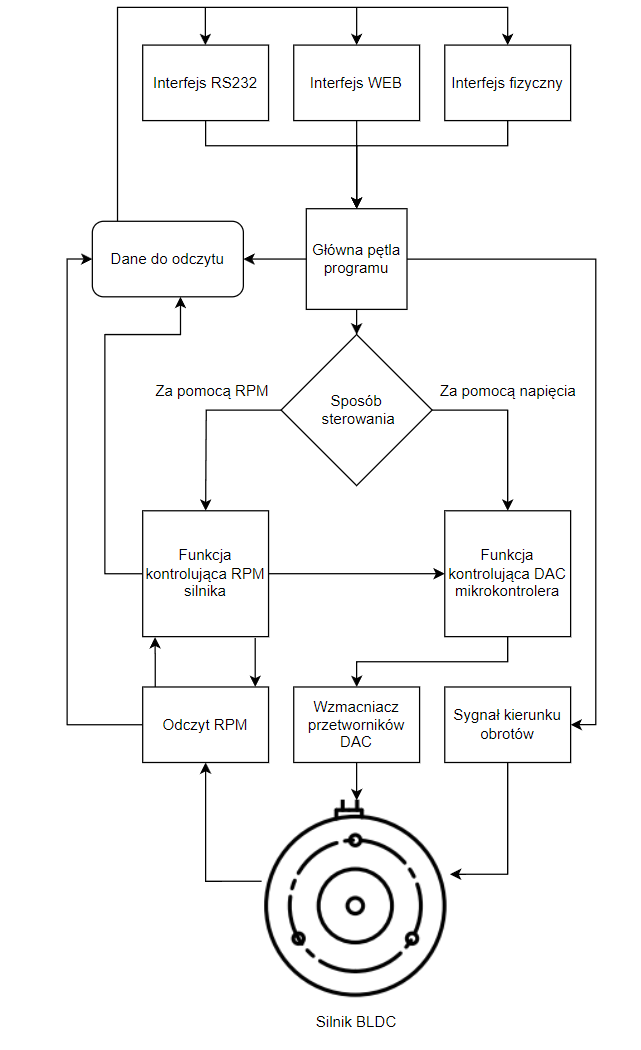 Interfejs RS232
Interfejs WEB
Interfejs fizyczny
Główna pętla
programu
Dane do odczytu
Za pomocą RPM
Za pomocą napięcia
Sposób
sterowania
Funkcja
kontrolująca RPM
silnika
Funkcja
kontrolująca DAC
mikrokontrolera
Odczyt RPM
Wzmacniacz
przetworników
DAC
Sygnał kierunku
obrotów
Silnik BLDC